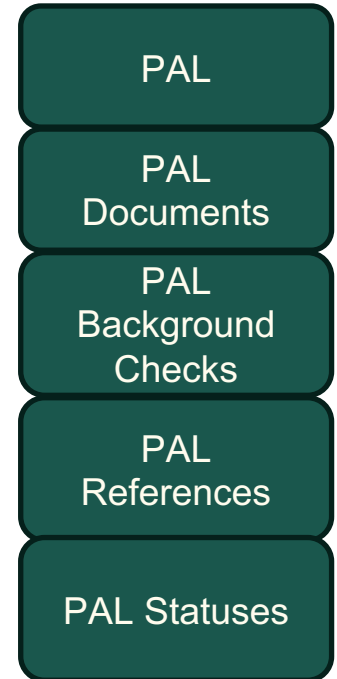 PAL
PAL
Documents
PAL
Background
Checks
PAL
References
PAL Statuses